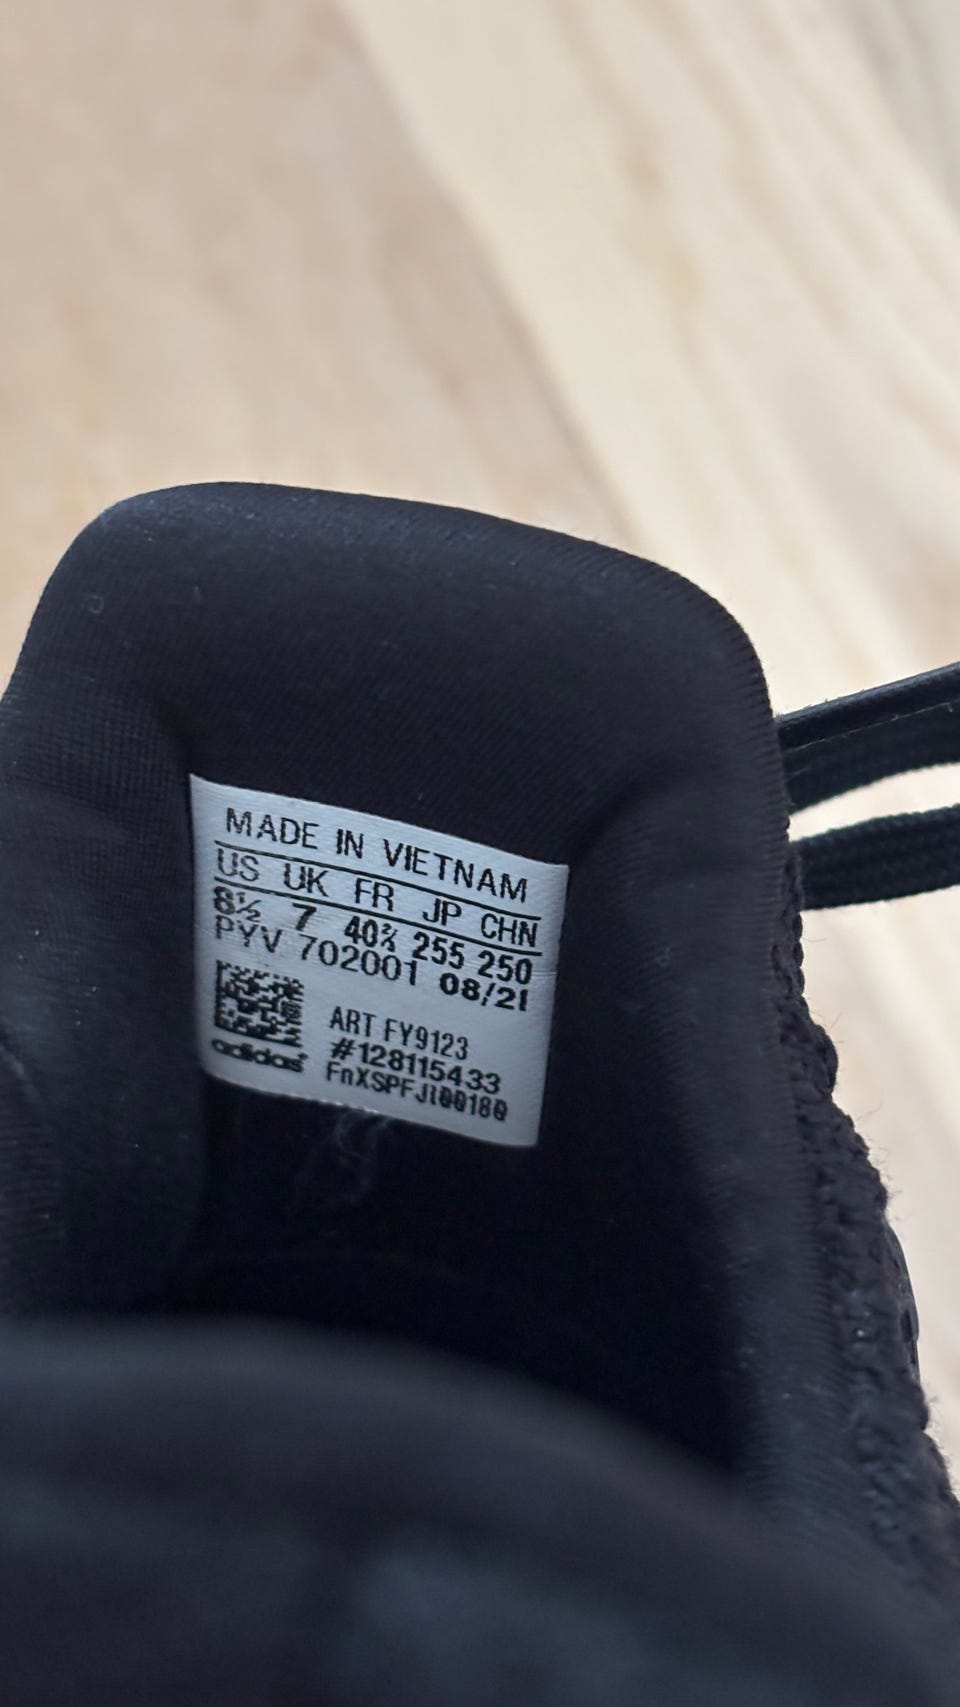 MADE IN VIETNAM
US UK FR JP CHN
8½ 7 40⅔ 255 250
PYV 702001 08/21
ART FY9123
#128115433
FnXSPFJl00180
adidas